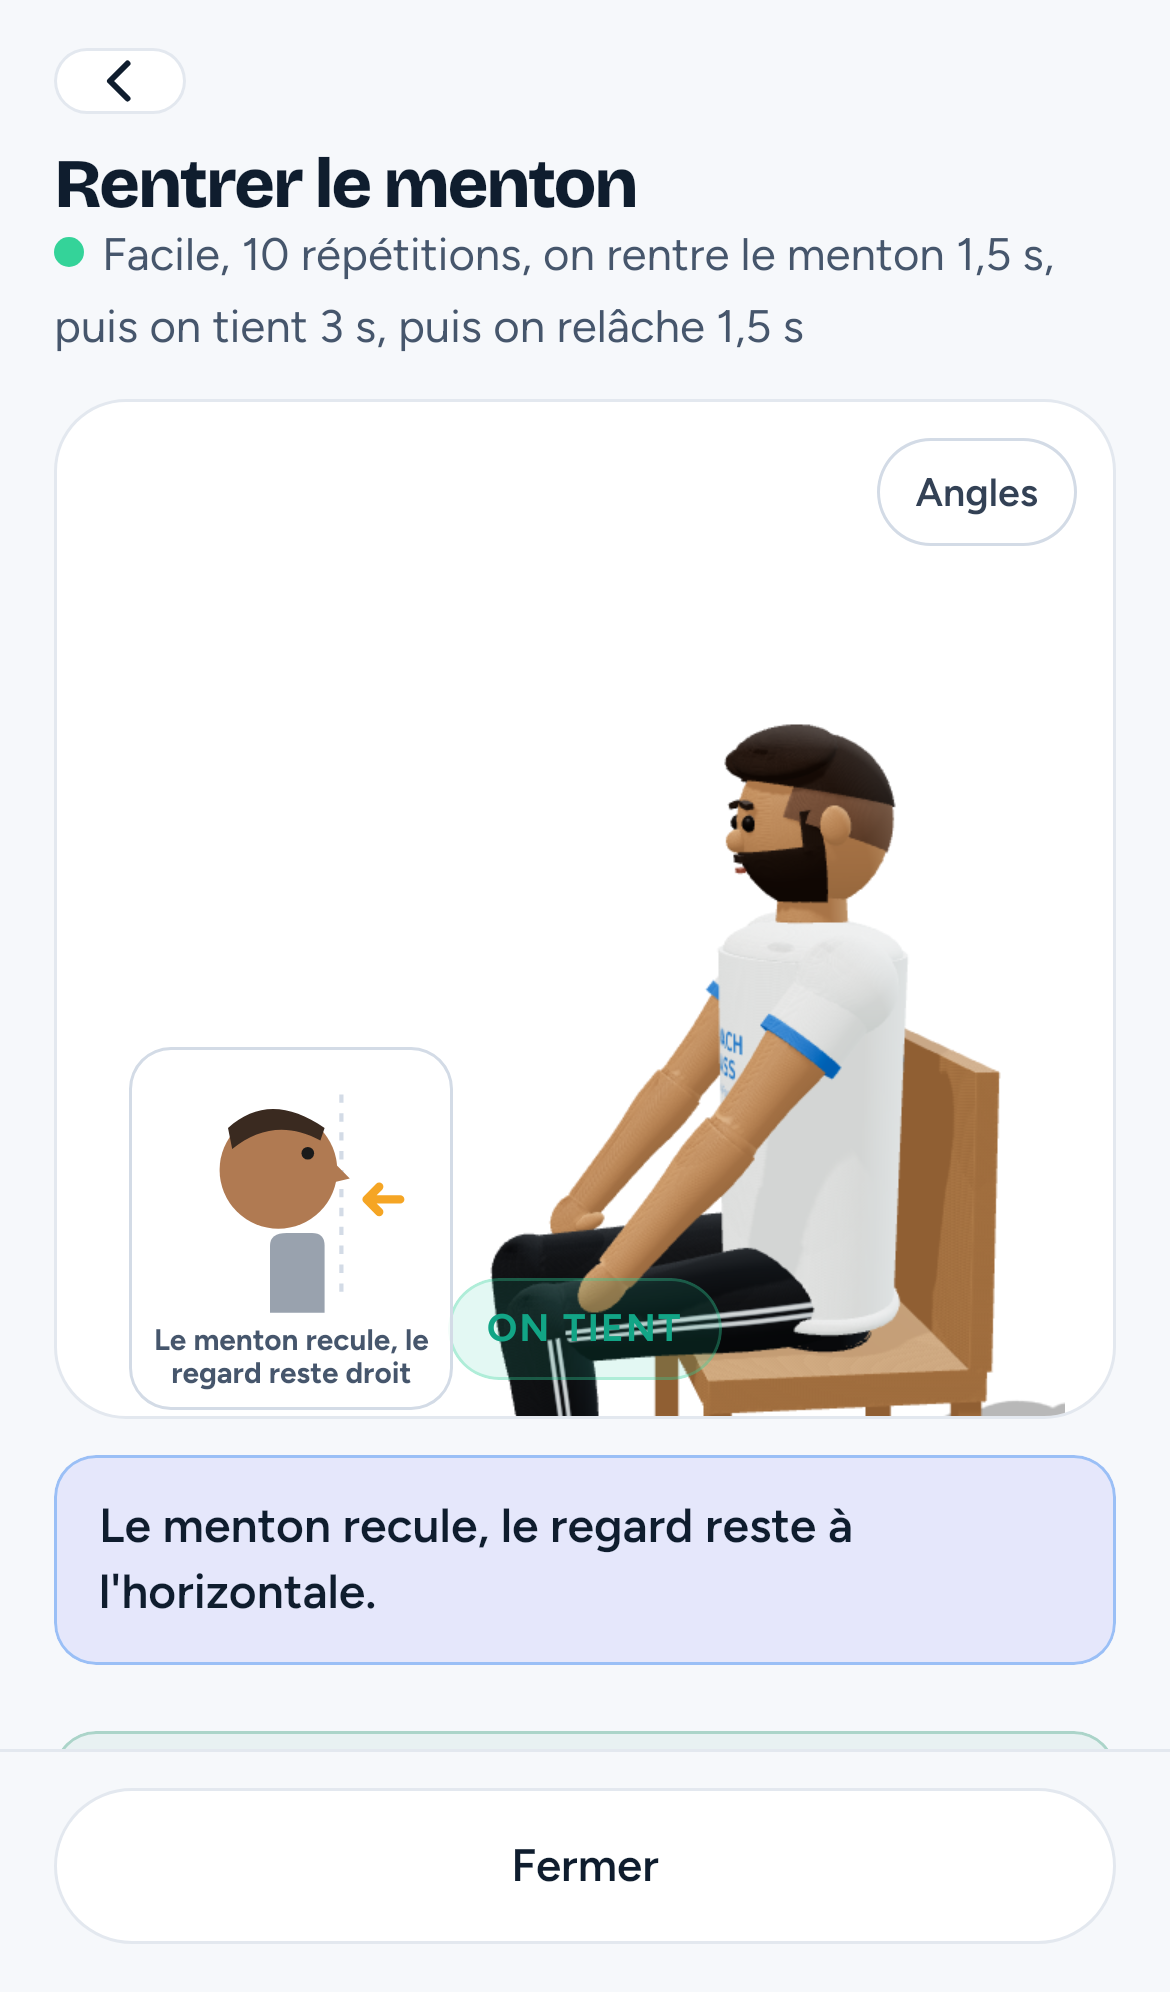 Rentrer le menton
Facile, 10 répétitions, on rentre le menton 1,5 s,
puis on tient 3 s, puis on relâche 1,5 s
Angles
Le menton recule, le
regard reste droit
ON TIENT
Le menton recule, le regard reste à
l'horizontale.
Fermer